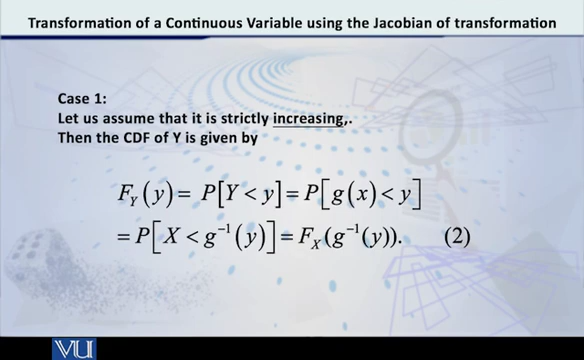 Transformation of a Continuous Variable using the Jacobian of transformation
Case 1:
Let us assume that it is strictly increasing,.
Then the CDF of Y is given by
F_Y(y) = P[Y < y] = P[g(x) < y]
= P[X < g⁻¹(y)] = F_X(g⁻¹(y)). (2)
VU